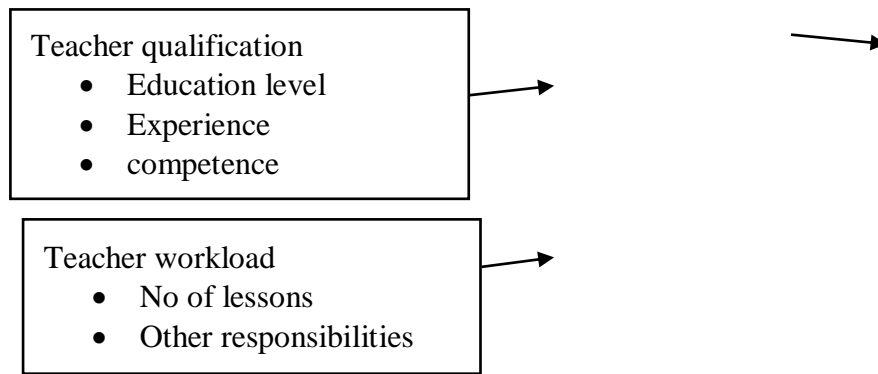 Teacher qualification
• Education level
• Experience
• competence
Teacher workload
• No of lessons
• Other responsibilities